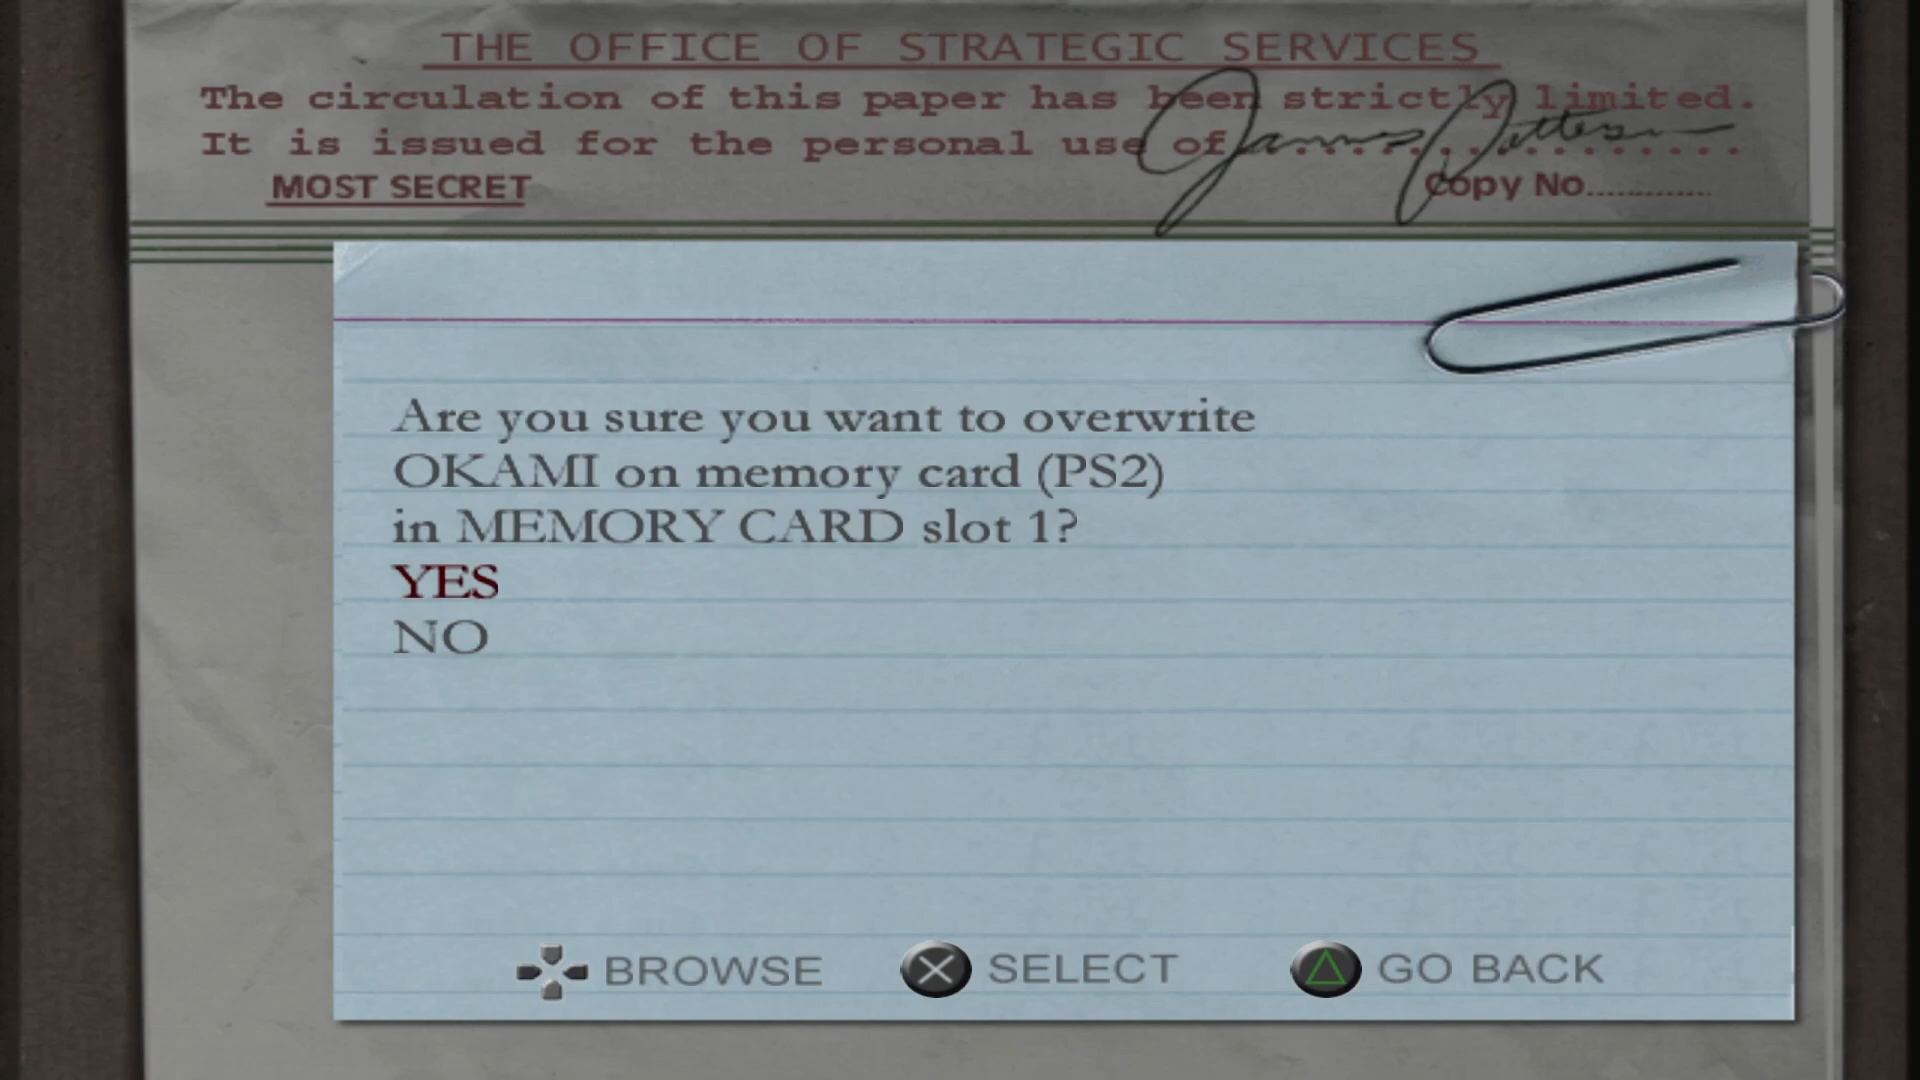 THE OFFICE OF STRATEGIC SERVICES
The circulation of this paper has been strictly limited.
It is issued for the personal use of..................
James Patterson
MOST SECRET
Copy No............
Are you sure you want to overwrite
OKAMI on memory card (PS2)
in MEMORY CARD slot 1?
YES
NO
BROWSE SELECT GO BACK